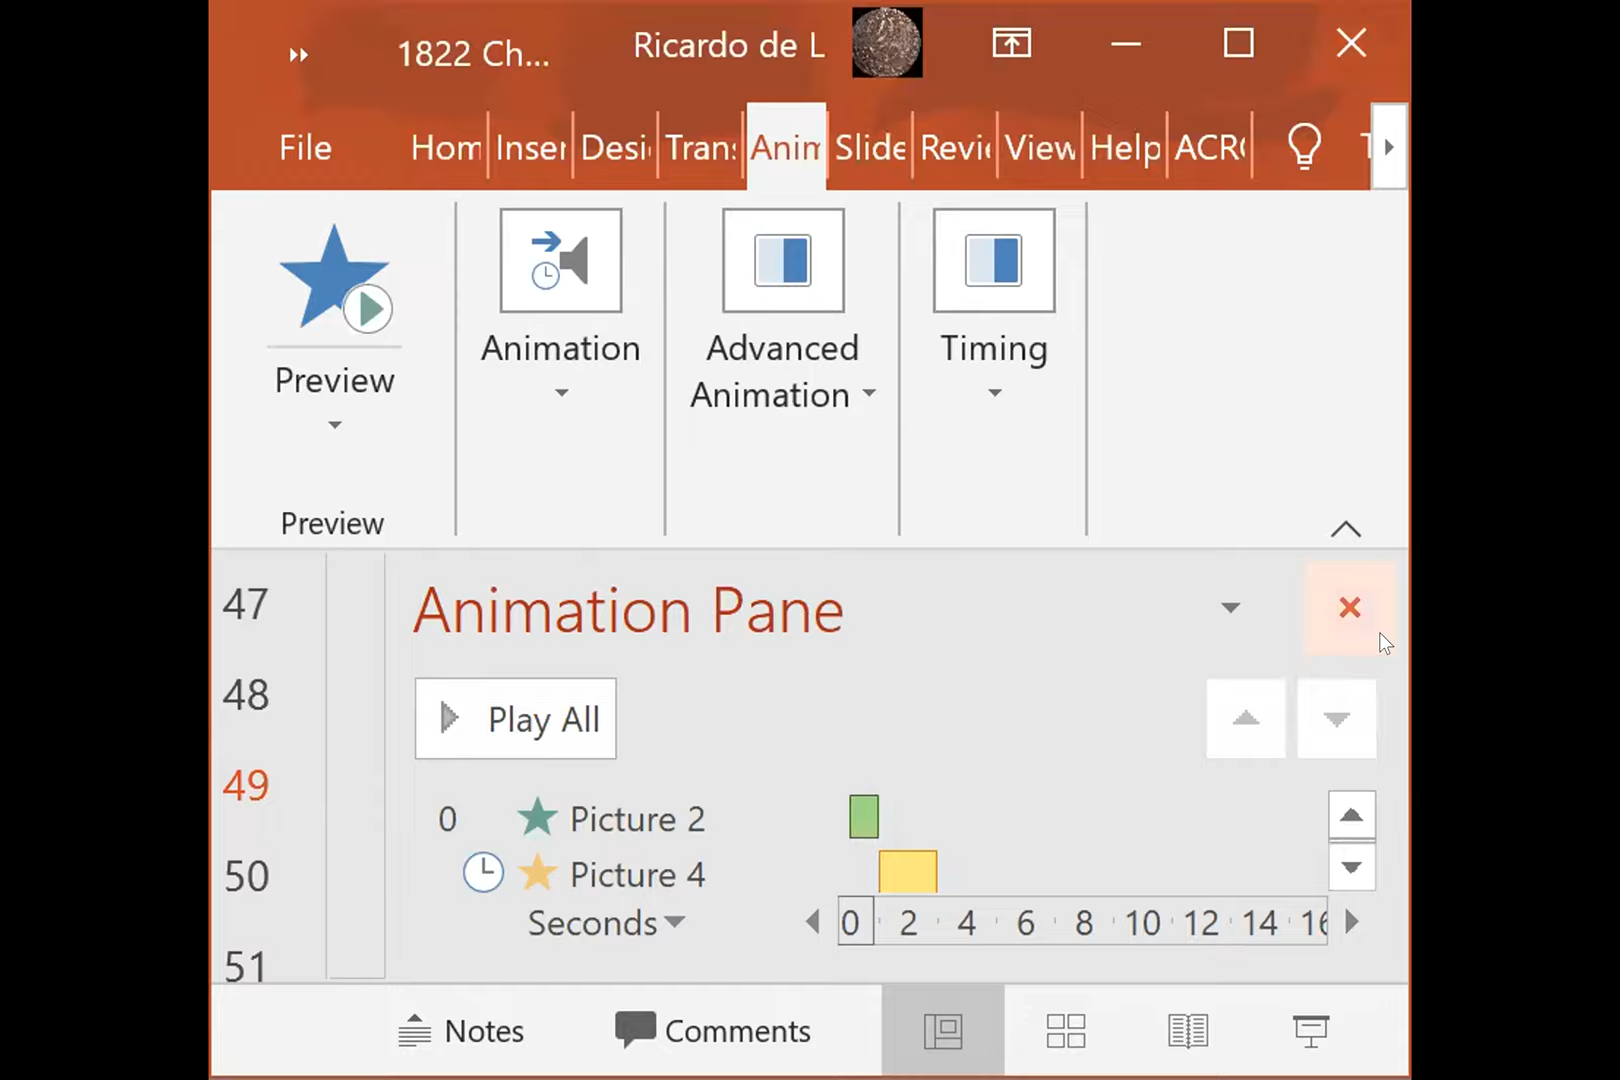 1822 Ch...
Ricardo de L
File
Hom
Inser
Desi
Trans
Anim
Slide
Revie
View
Help
ACR
Preview
Animation
Advanced
Animation
Timing
Preview
47
48
49
50
51
Animation Pane
Play All
0 Picture 2
Picture 4
Seconds
0 2 4 6 8 10 12 14 16
Notes
Comments